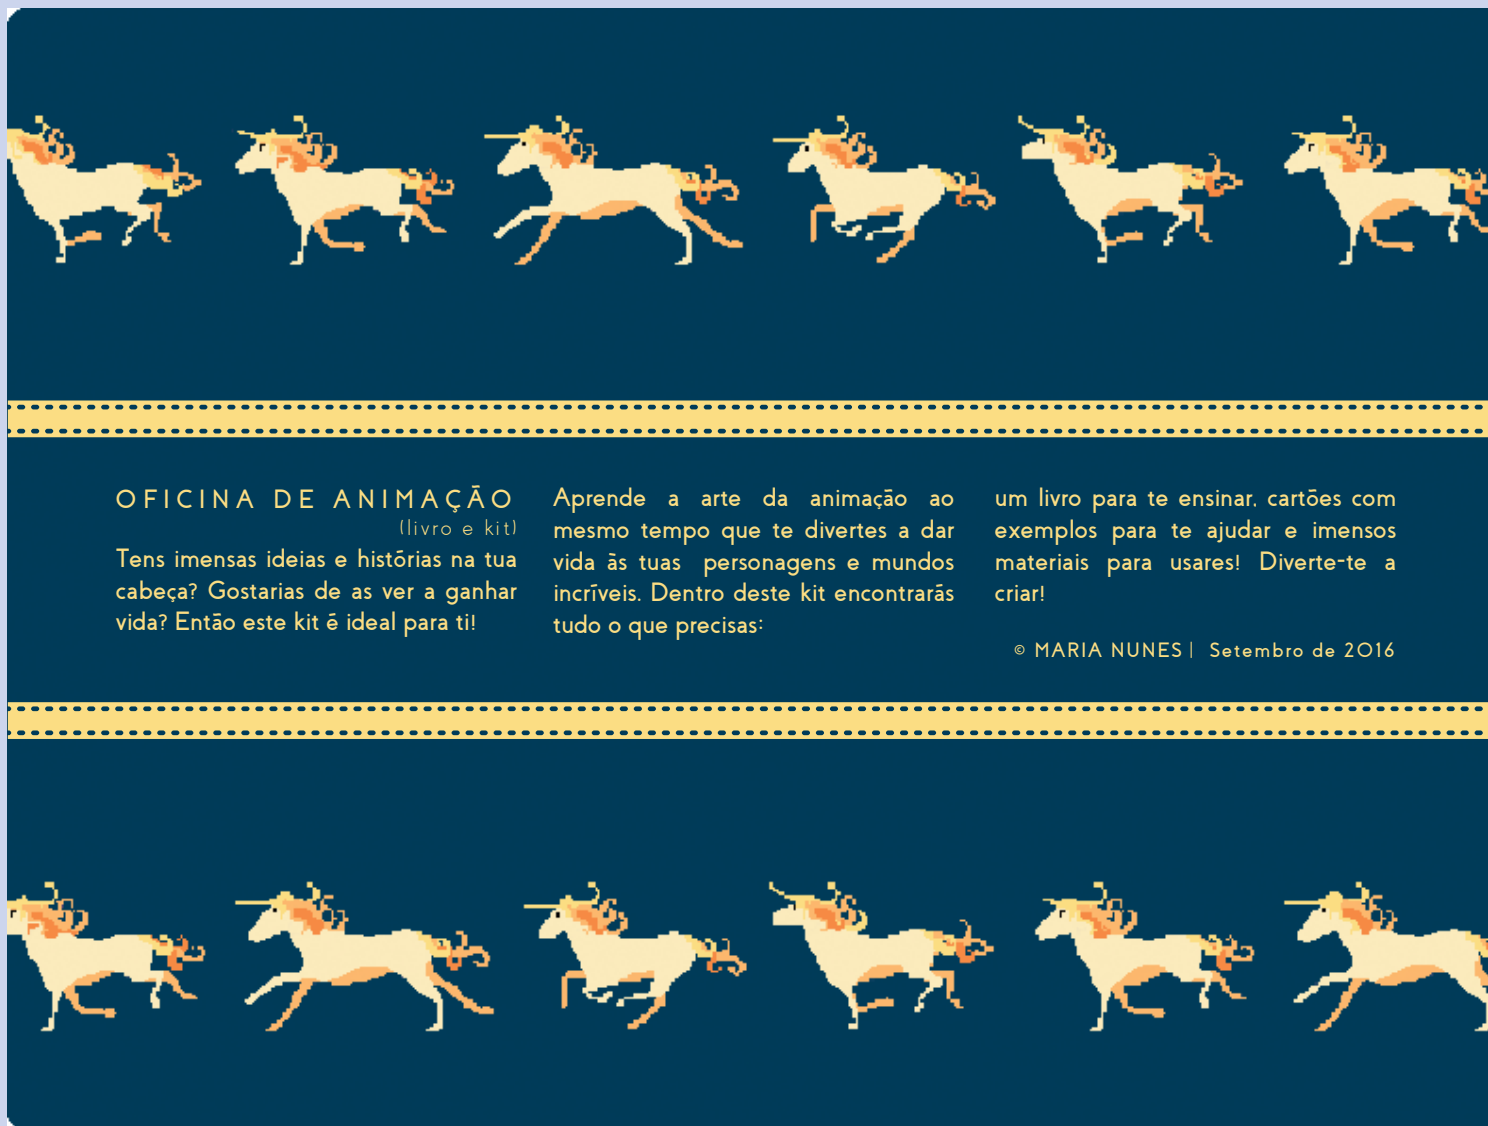 OFICINA DE ANIMAÇÃO
(livro e kit)
Tens imensas ideias e histórias na tua
cabeça? Gostarias de as ver a ganhar
vida? Então este kit é ideal para ti!
Aprende a arte da animação ao
mesmo tempo que te divertes a dar
vida às tuas personagens e mundos
incríveis. Dentro deste kit encontrarás
tudo o que precisas:
um livro para te ensinar, cartões com
exemplos para te ajudar e imensos
materiais para usares! Diverte-te a
criar!
© MARIA NUNES | Setembro de 2016